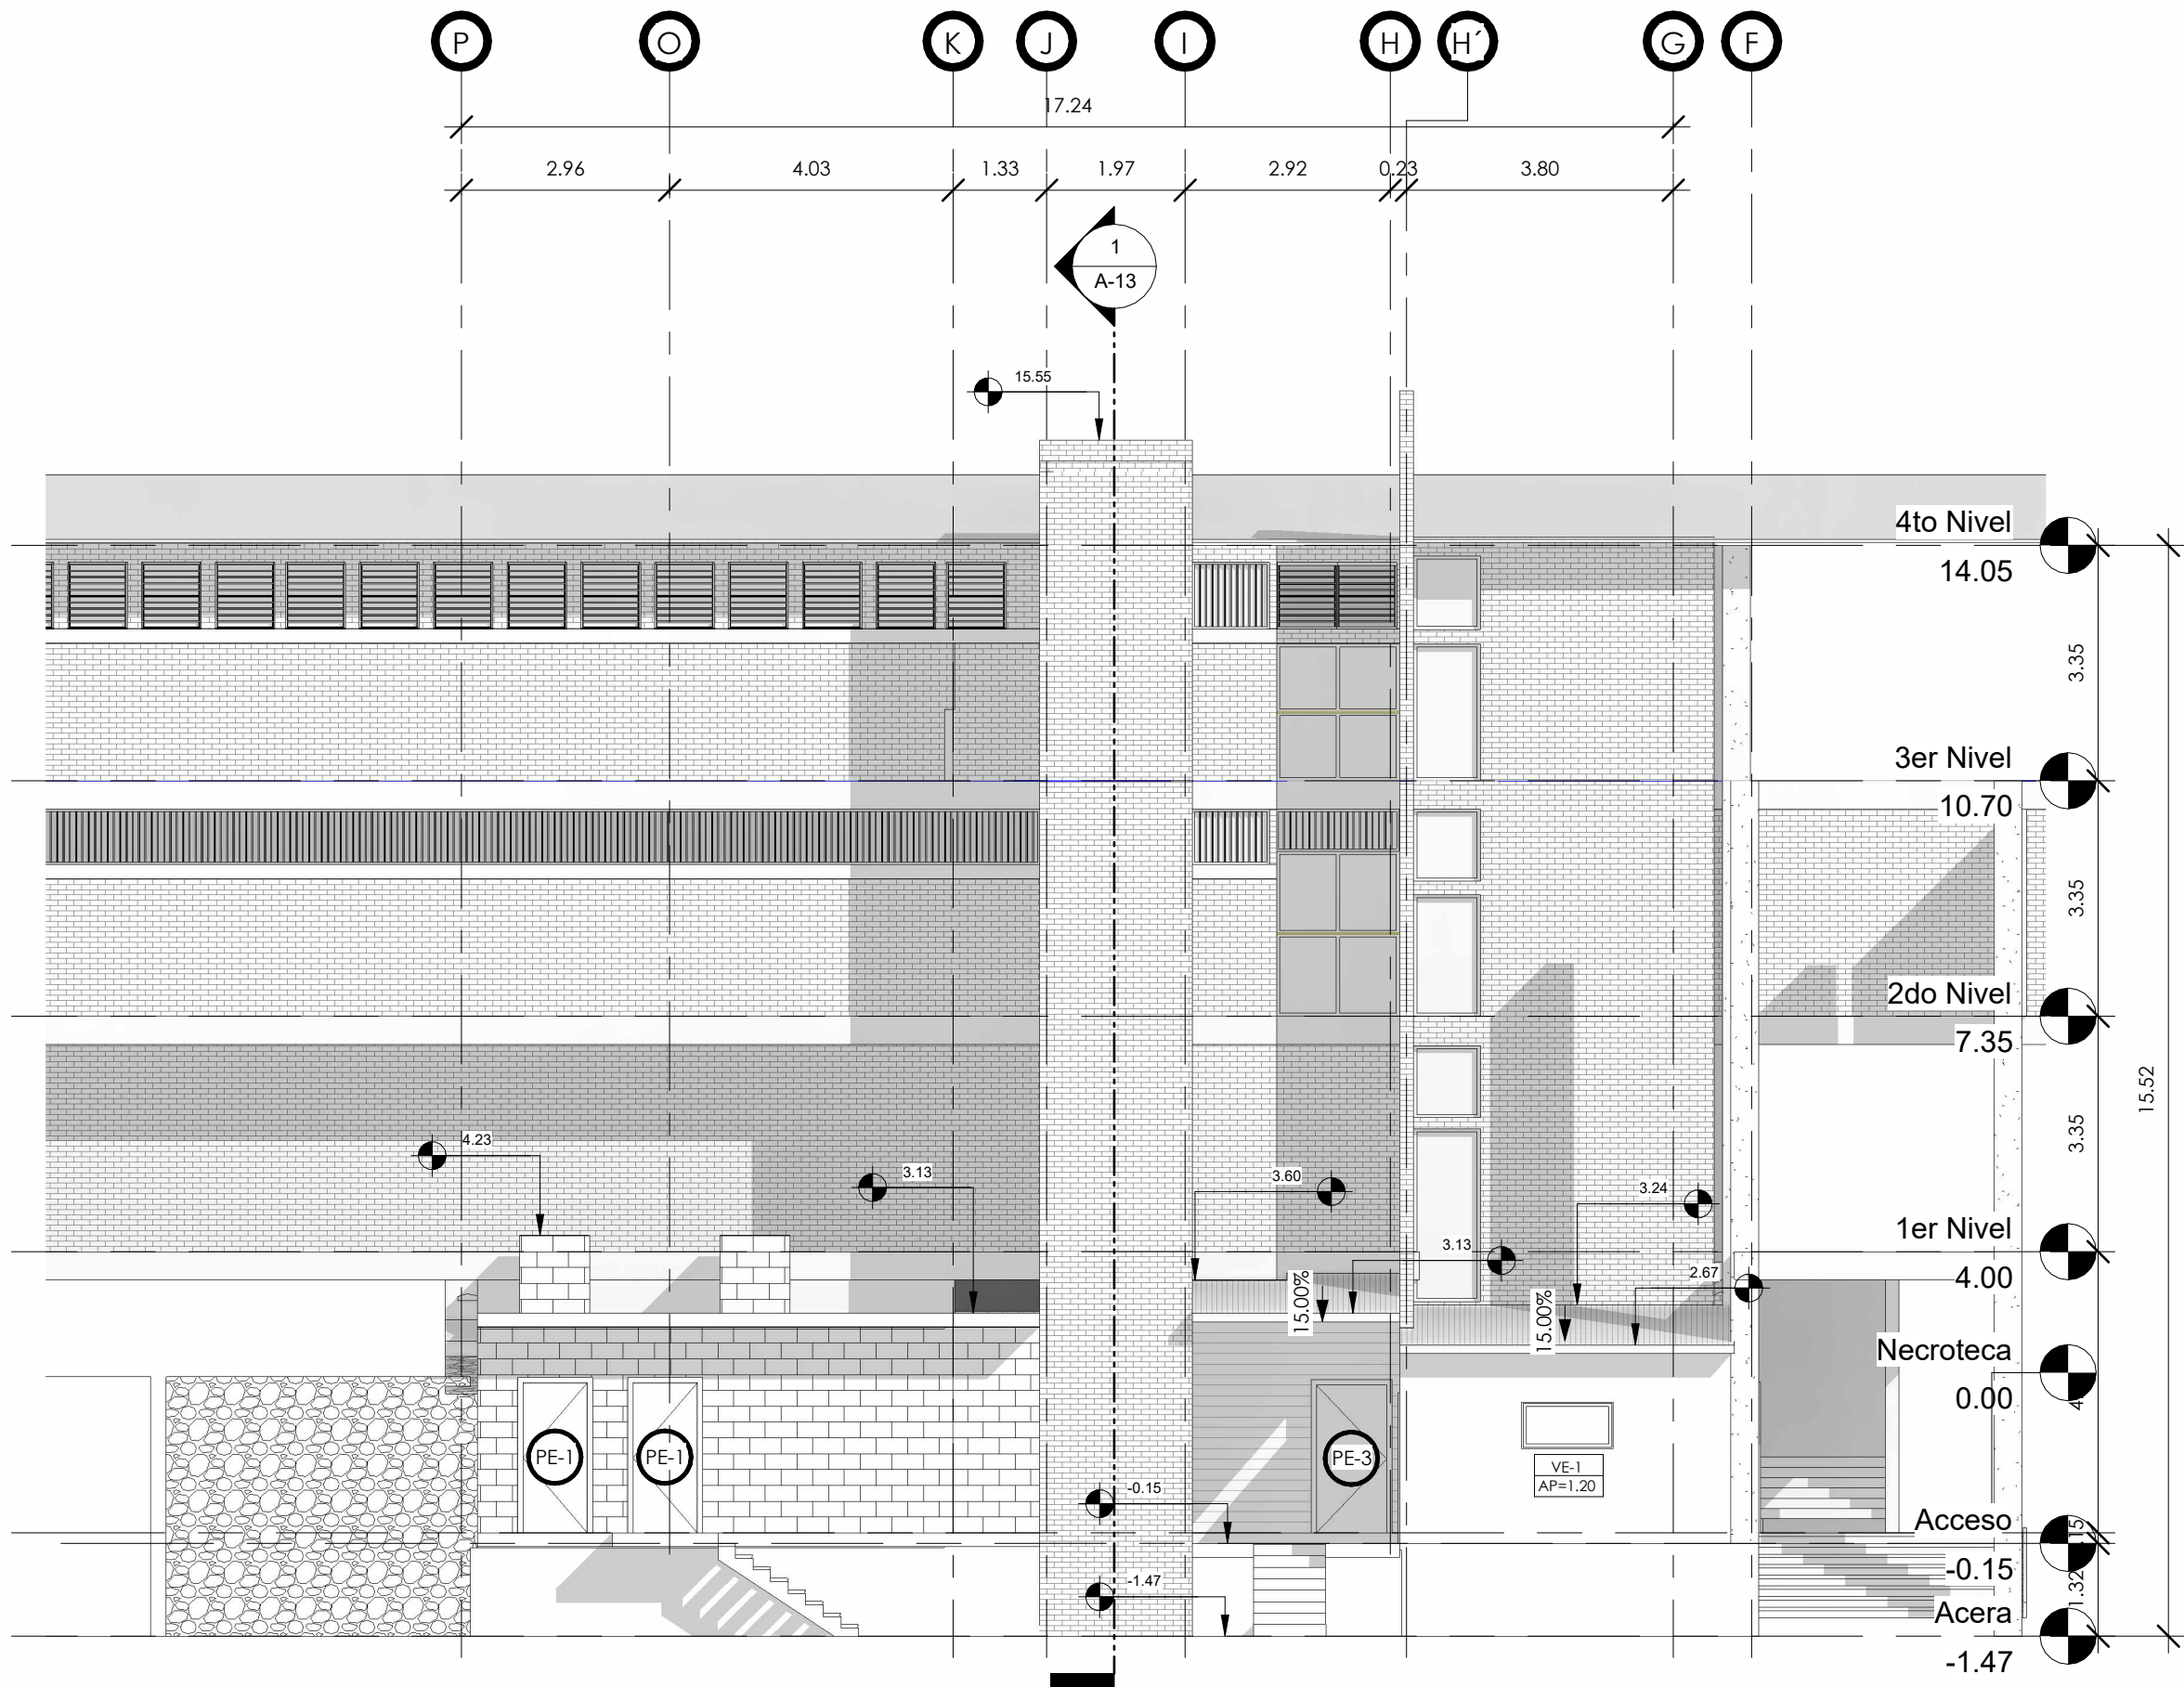 P O K J I H H´ G F
17.24
2.96 4.03 1.33 1.97 2.92 0.23 3.80
1
A-13
15.55
4to Nivel
14.05
3.35
3er Nivel
10.70
3.35
2do Nivel
7.35
15.52
3.35
4.23
3.13
3.60
3.24
1er Nivel
3.13
2.67
4.00
15.00%
15.00%
Necroteca
0.00
4
PE-1 PE-1 PE-3
VE-1
AP=1.20
-0.15
Acceso
.15
-0.15
1.32
-1.47
Acera
-1.47